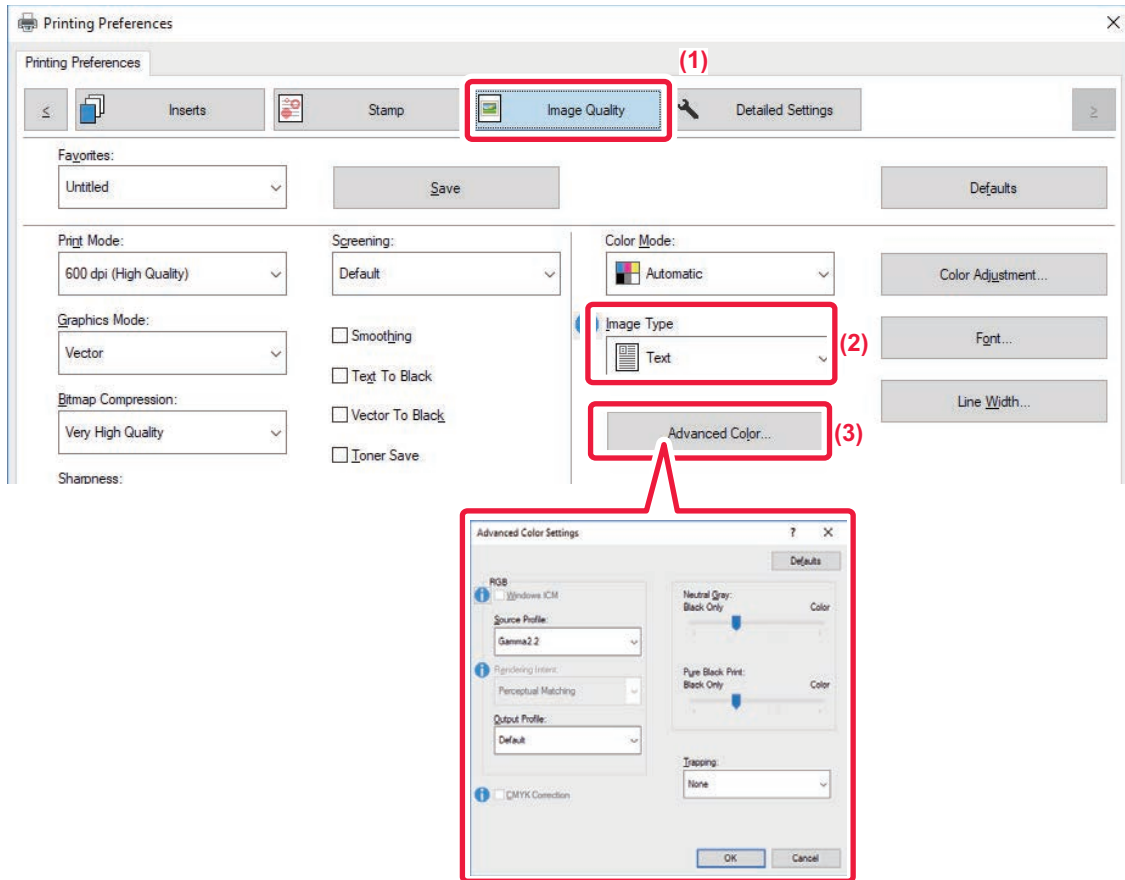 Printing Preferences
Printing Preferences
(1)
< Inserts Stamp Image Quality Detailed Settings >
Favorites:
Untitled Save Defaults
Print Mode: Screening: Color Mode:
600 dpi (High Quality) Default Automatic Color Adjustment...
Graphics Mode: Image Type
Vector Smoothing Text (2) Font...
Text To Black
Bitmap Compression: Line Width...
Very High Quality Vector To Black Advanced Color... (3)
Toner Save
Sharpness:
Advanced Color Settings ?
Defaults
RGB
Windows ICM Neutral Gray:
Black Only Color
Source Profile:
Gamma2.2
Rendering Intent: Pure Black Print:
Perceptual Matching Black Only Color
Output Profile:
Default
Trapping:
None
CMYK Correction
OK Cancel